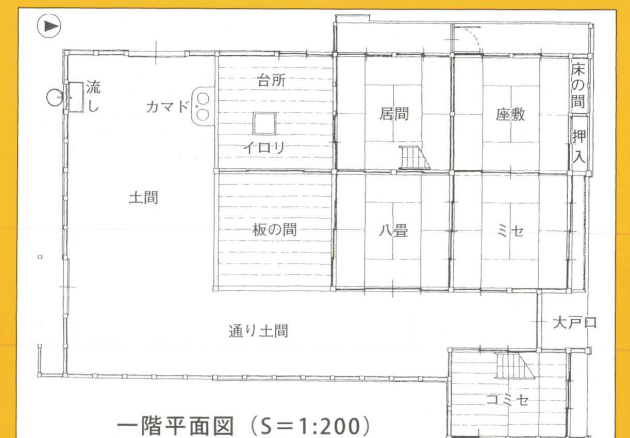 台所
床の間
流し
カマド
居間
座敷
押入
イロリ
土間
板の間
八畳
ミセ
通り土間
大戸口
コミセ
一階平面図（S＝1:200）